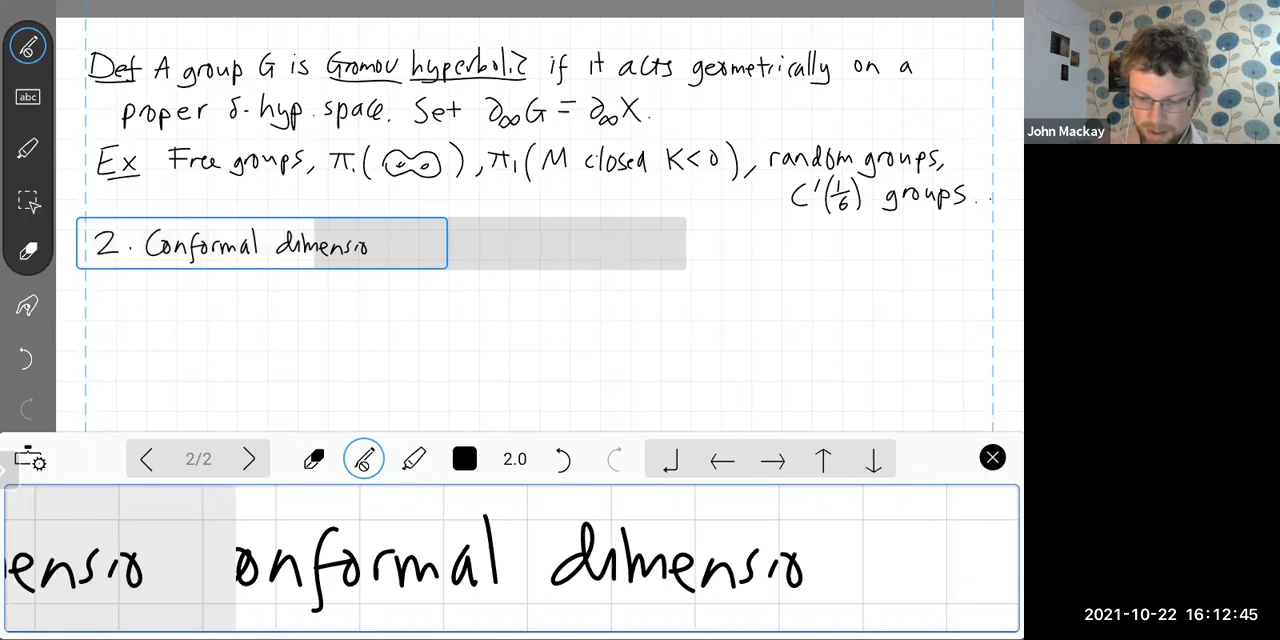 Def A group G is Gromov hyperbolic if it acts geometrically on a
proper δ-hyp. space. Set ∂∞G = ∂∞X.
Ex Free groups, π₁( ), π₁(M closed K<0), random groups,
C'(1/6) groups...
2. Conformal dimensio
abc
John Mackay
2/2
2.0
ensio onformal dimensio
2021-10-22 16:12:45